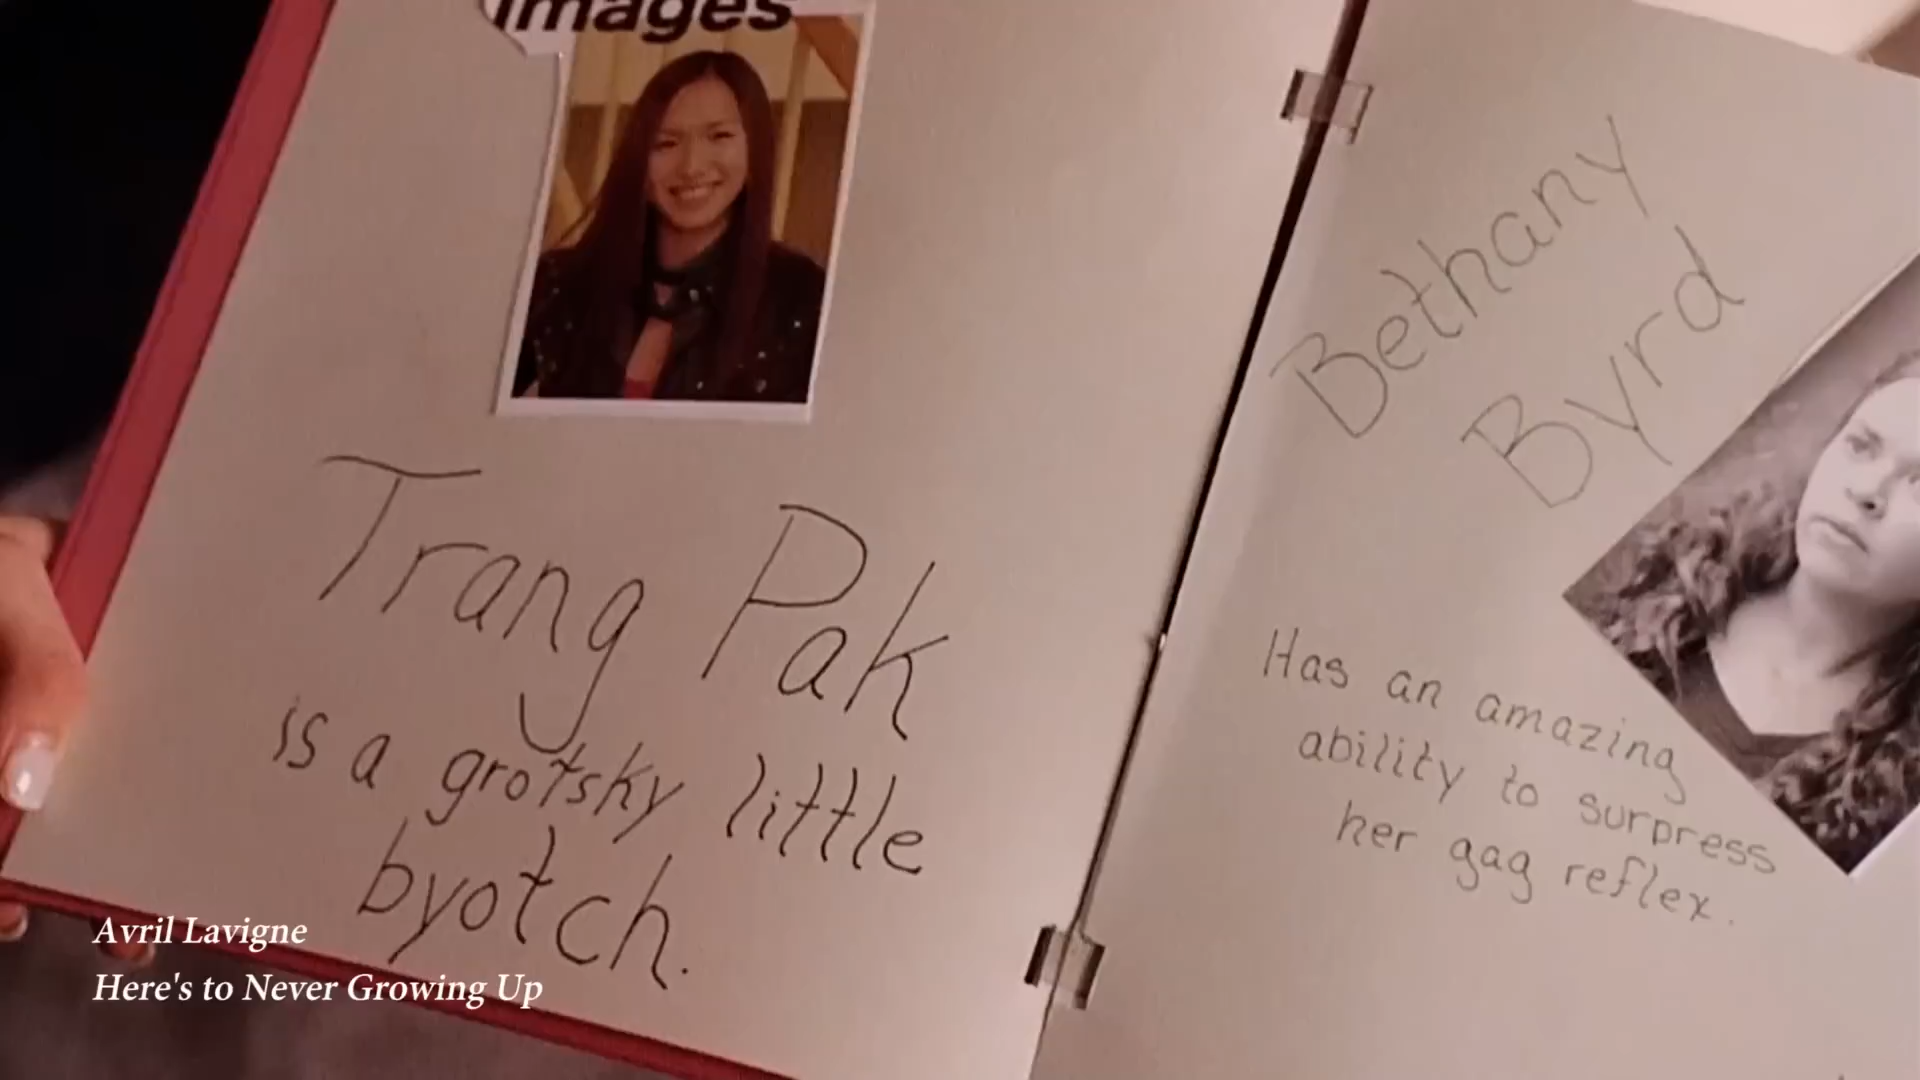 images
Trang Pak
is a grotsky little
byotch.
Bethany
Byrd
Has an amazing
ability to surpress
her gag reflex.
Avril Lavigne
Here's to Never Growing Up